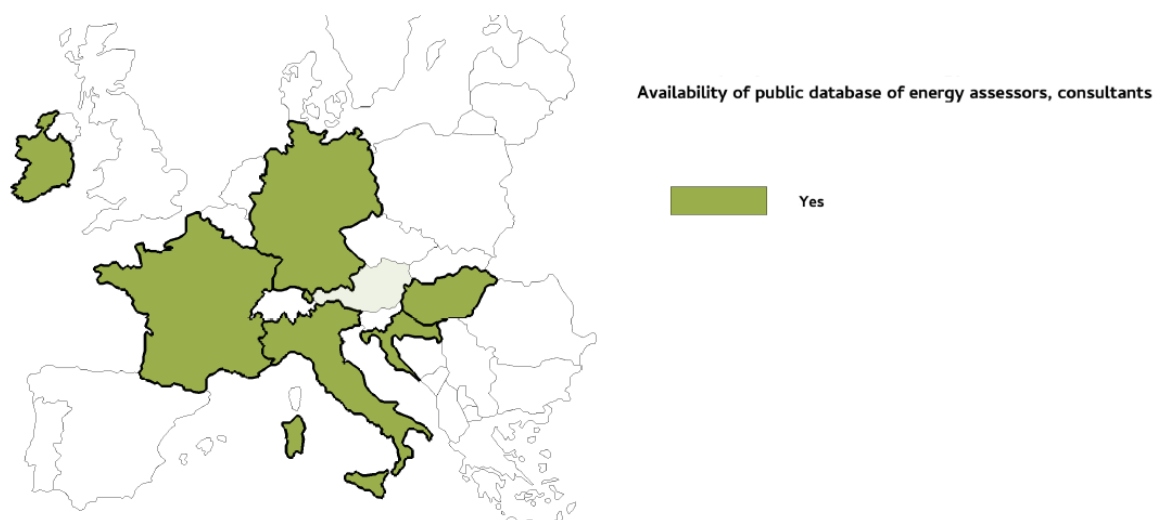 Availability of public database of energy assessors, consultants
Yes